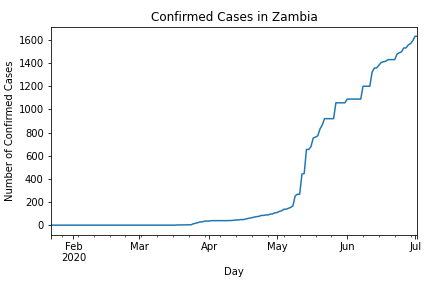 Confirmed Cases in Zambia
1600
1400
1200
1000
800
600
400
200
0
Number of Confirmed Cases
Feb Mar Apr May Jun Jul
2020
Day